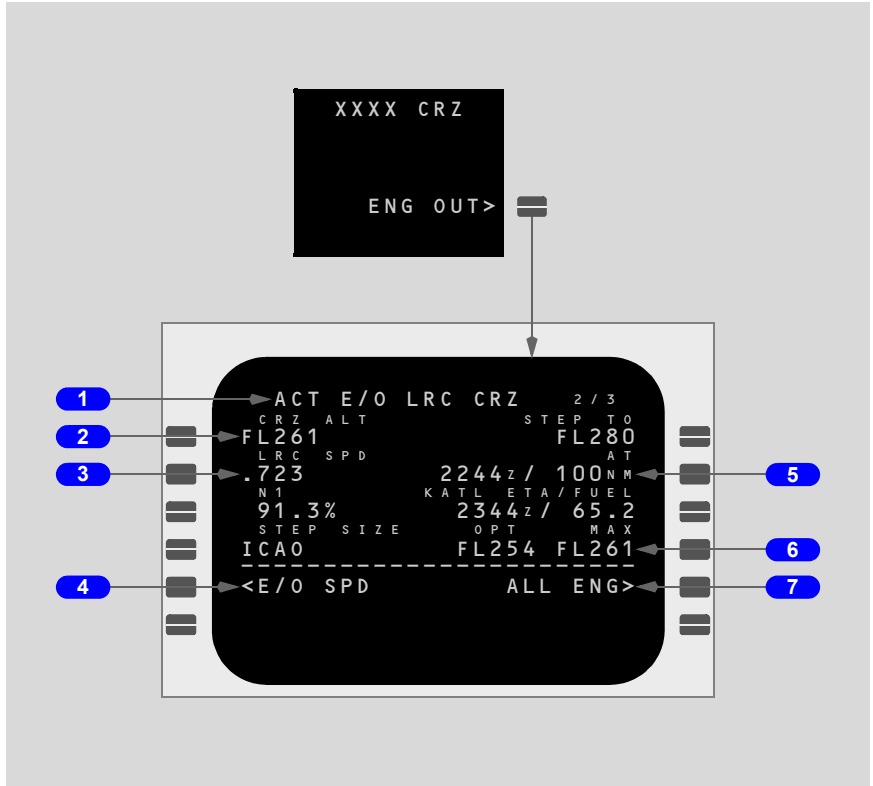 XXXX CRZ
ENG OUT>
1 ACT E/O LRC CRZ 2/3
CRZ ALT STEP TO
2 FL261 FL280
LRC SPD AT
3 .723 2244z/ 100NM 5
N1 KATL ETA/FUEL
91.3% 2344z/ 65.2
STEP SIZE OPT MAX
ICAO FL254 FL261 6
------------------------
4 <E/O SPD ALL ENG> 7